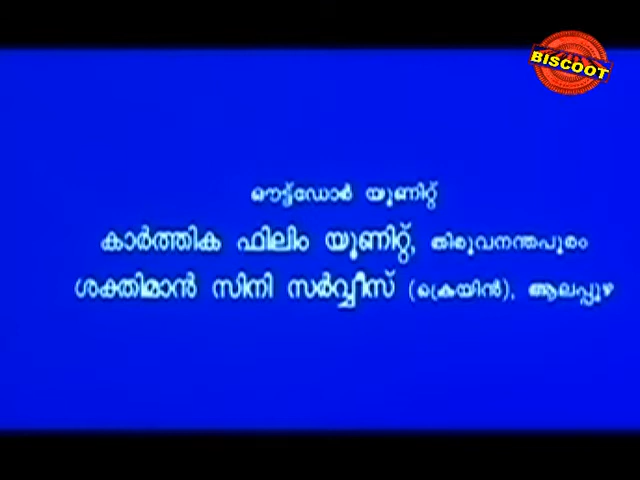 BISCOOT
ഔട്ട്ഡോർ യൂണിറ്റ്
കാർത്തിക ഫിലിം യൂണിറ്റ്, തിരുവനന്തപുരം
ശക്തിമാൻ സിനി സർവ്വീസ് (ക്രെയിൻ), ആലപ്പുഴ